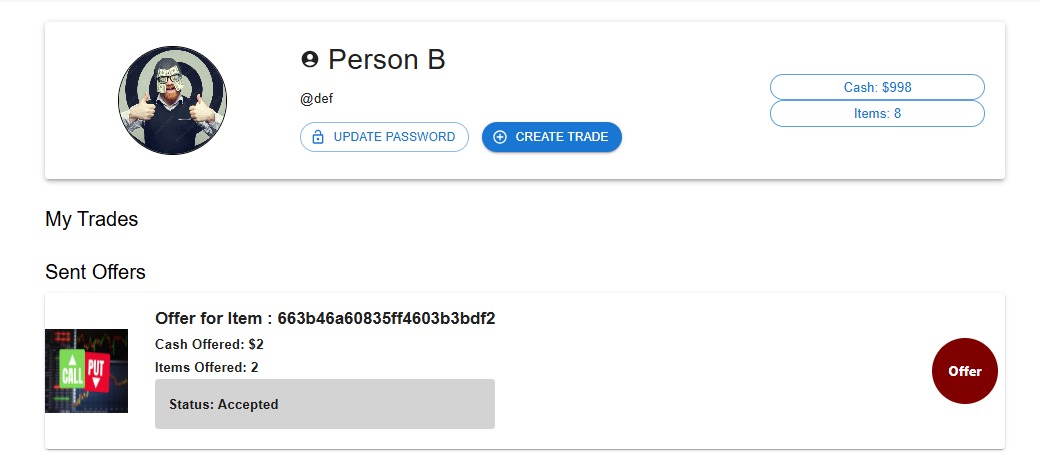 Person B
@def
UPDATE PASSWORD
CREATE TRADE
Cash: $998
Items: 8
My Trades
Sent Offers
Offer for Item : 663b46a60835ff4603b3bdf2
Cash Offered: $2
Items Offered: 2
Status: Accepted
CALL
PUT
Offer